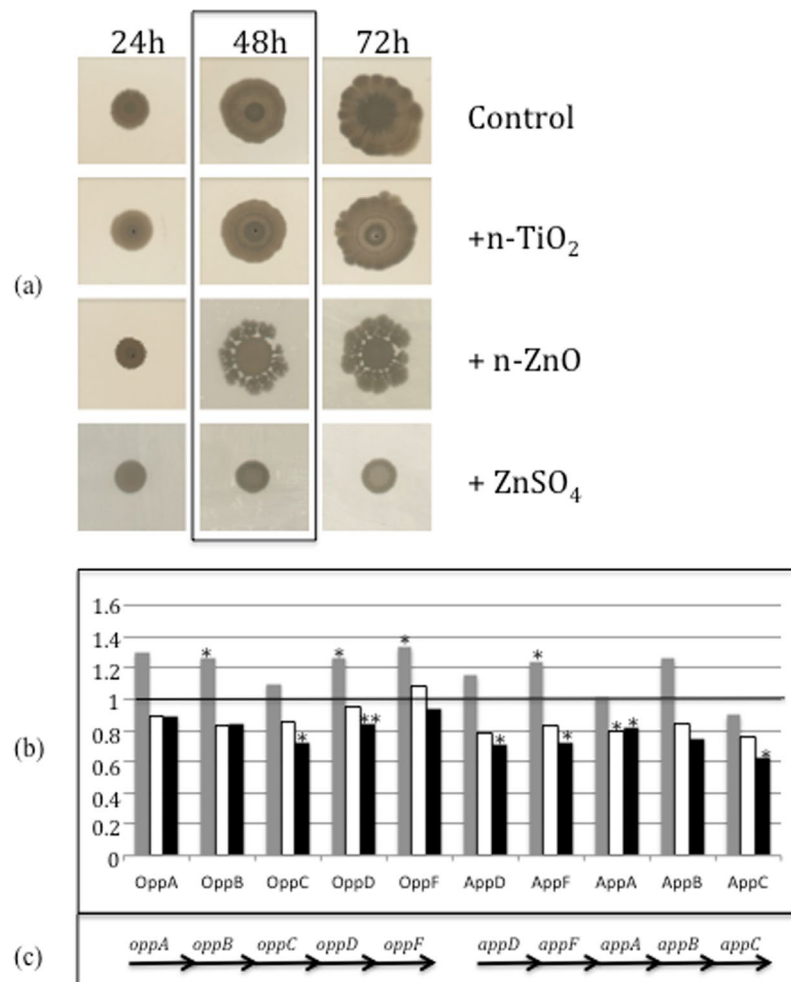 24h 48h 72h
Control
+n-TiO₂
(a)
+ n-ZnO
+ ZnSO₄
1.6
1.4
* * * *
1.2
1
* * ** * * * * *
(b)
0.8
0.6
0.4
0.2
0
OppA OppB OppC OppD OppF AppD AppF AppA AppB AppC
oppA oppB oppC oppD oppF appD appF appA appB appC
(c)